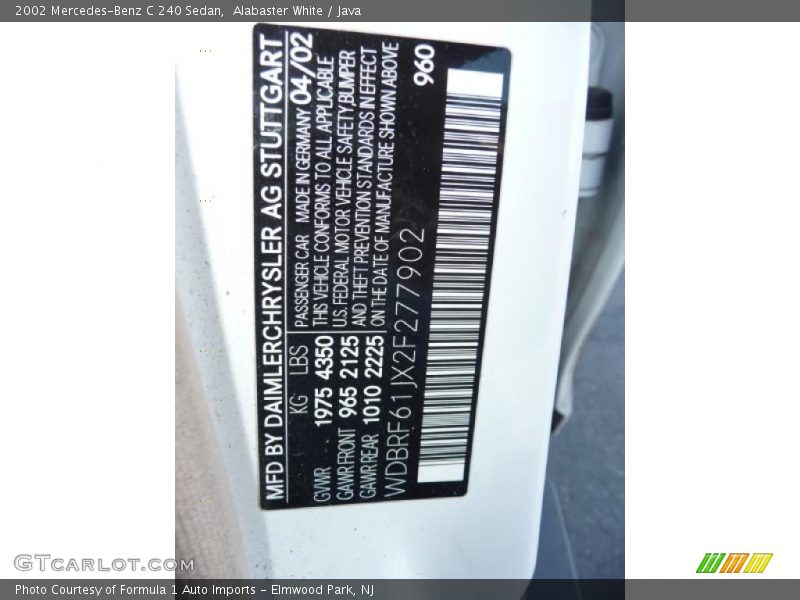 2002 Mercedes-Benz C 240 Sedan,  Alabaster White / Java
MFD BY DAIMLERCHRYSLER AG STUTTGART
KG LBS PASSENGER CAR MADE IN GERMANY 04/02
GVWR 1975 4350 THIS VEHICLE CONFORMS TO ALL APPLICABLE
GAWR FRONT 965 2125 U.S. FEDERAL MOTOR VEHICLE SAFETY,BUMPER
GAWR REAR 1010 2225 AND THEFT PREVENTION STANDARDS IN EFFECT
ON THE DATE OF MANUFACTURE SHOWN ABOVE
WDBRF61JX2F277902 960
GTcarlot.com
Photo Courtesy of Formula 1 Auto Imports - Elmwood Park, NJ